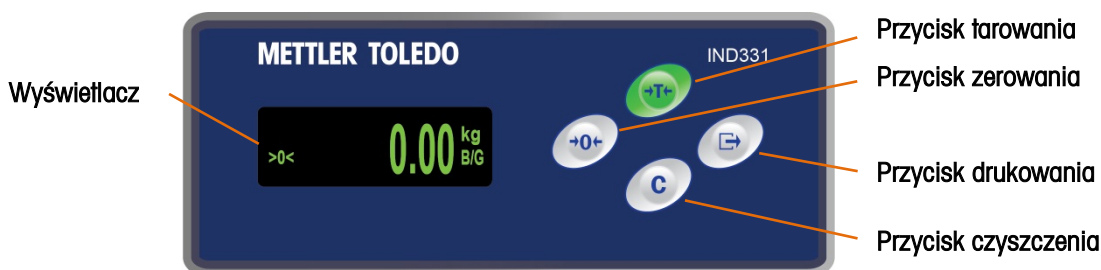 Przycisk tarowania
METTLER TOLEDO
IND331
Przycisk zerowania
Wyświetlacz
→T←
→0←
>0<
0.00 kg
B/G
Przycisk drukowania
C
Przycisk czyszczenia